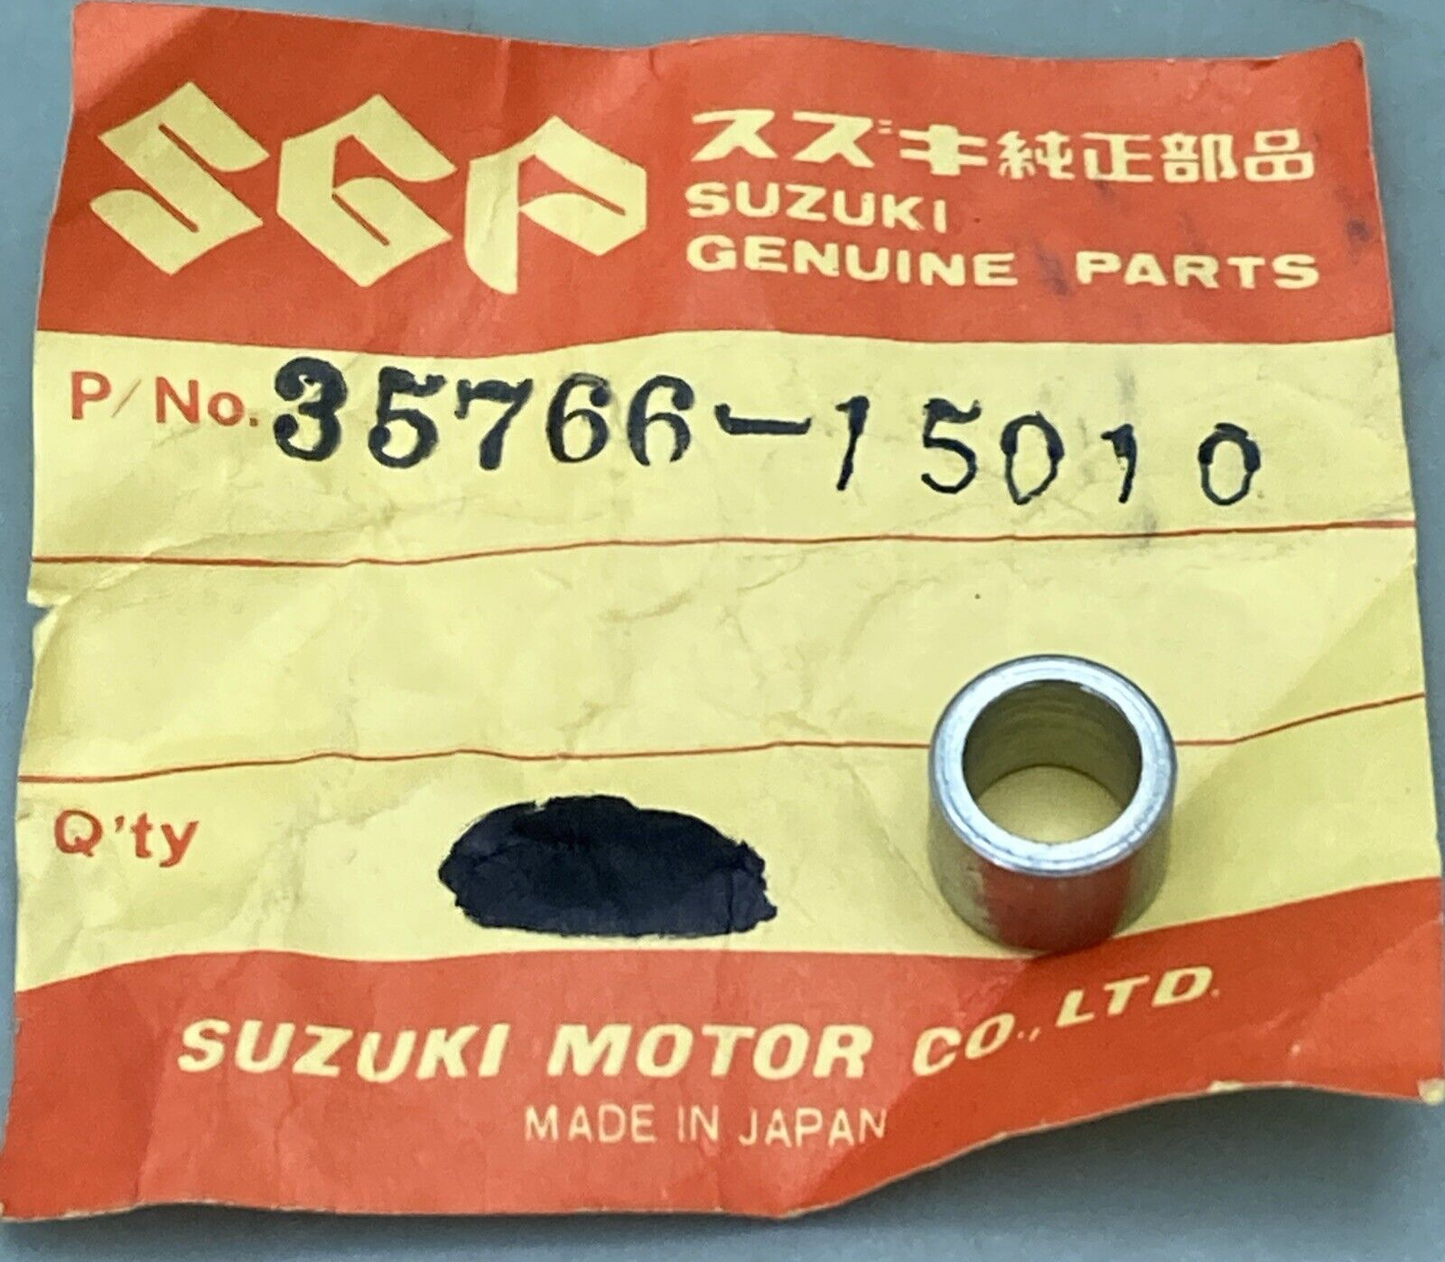 SGP
スズキ純正部品
SUZUKI
GENUINE PARTS
P/No. 35766-15010
Q'ty
SUZUKI MOTOR CO., LTD.
MADE IN JAPAN